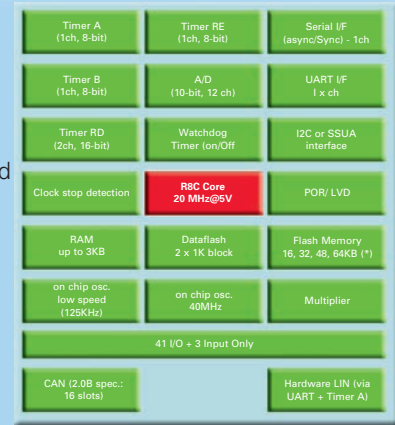 Timer A
(1ch, 8-bit)
Timer RE
(1ch, 8-bit)
Serial I/F
(async/Sync) - 1ch
Timer B
(1ch, 8-bit)
A/D
(10-bit, 12 ch)
UART I/F
I x ch
Timer RD
(2ch, 16-bit)
Watchdog
Timer (on/Off
I2C or SSUA
interface
d
Clock stop detection
R8C Core
20 MHz@5V
POR/ LVD
RAM
up to 3KB
Dataflash
2 x 1K block
Flash Memory
16, 32, 48, 64KB (*)
on chip osc.
low speed
(125KHz)
on chip osc.
40MHz
Multiplier
41 I/O + 3 Input Only
CAN (2.0B spec.:
16 slots)
Hardware LIN (via
UART + Timer A)